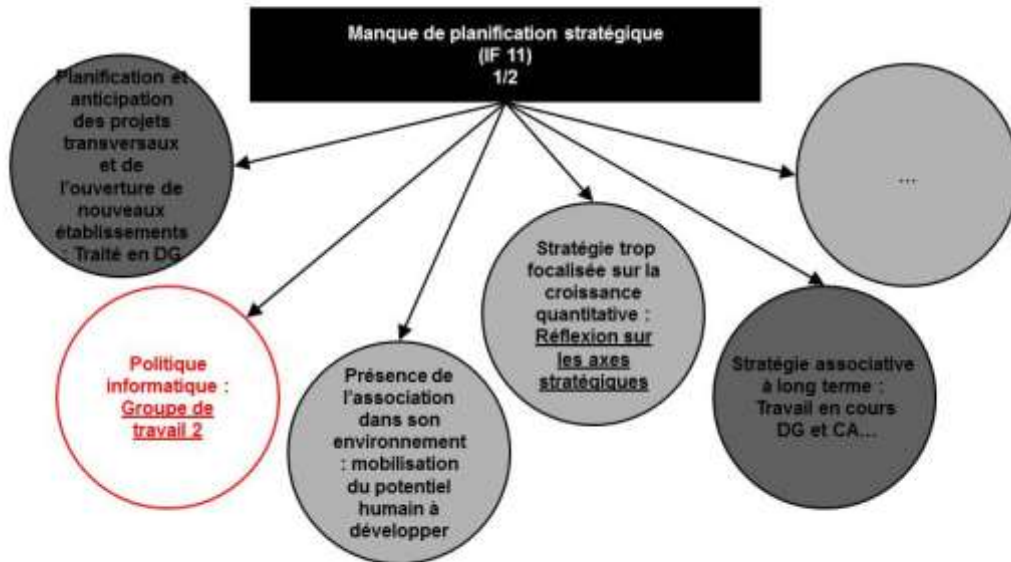 Manque de planification stratégique
(IF 11)
1/2
Planification et
anticipation
des projets
transversaux
et de
l'ouverture de
nouveaux
établissements
: Traité en DG
Politique
informatique :
Groupe de
travail 2
Présence de
l'association
dans son
environnement
: mobilisation
du potentiel
humain à
développer
Stratégie trop
focalisée sur la
croissance
quantitative :
Réflexion sur
les axes
stratégiques
Stratégie associative
à long terme :
Travail en cours
DG et CA...
...